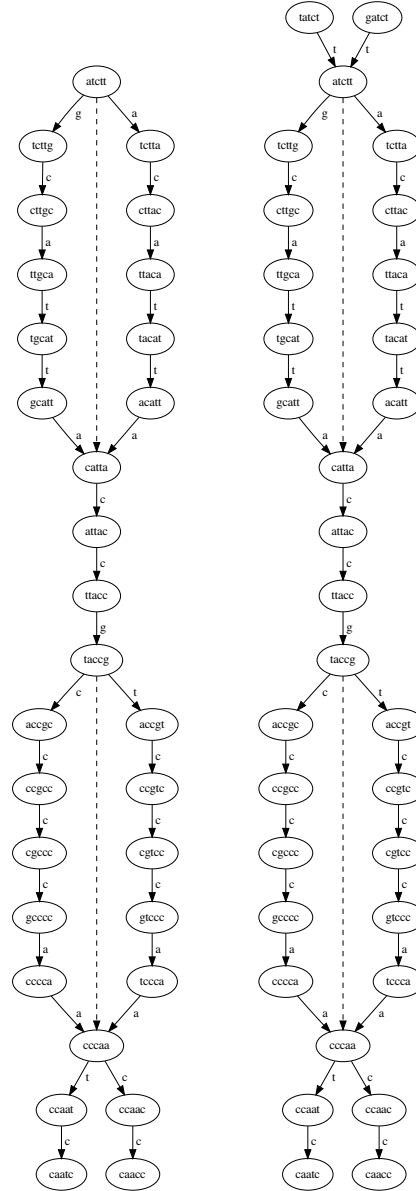 tatct gatct
t t
atctt atctt
g a g a
tcttg tctta tcttg tctta
c c c c
cttgc cttac cttgc cttac
a a a a
ttgca ttaca ttgca ttaca
t t t t
tgcat tacat tgcat tacat
t t t t
gcatt acatt gcatt acatt
a a a a
catta catta
c c
attac attac
c c
ttacc ttacc
g g
taccg taccg
c t c t
accgc accgt accgc accgt
c c c c
ccgcc ccgtc ccgcc ccgtc
c c c c
cgccc cgtcc cgccc cgtcc
c c c c
gcccc gtccc gcccc gtccc
a a a a
cccca tccca cccca tccca
a a a a
cccaa cccaa
t c t c
ccaat ccaac ccaat ccaac
c c c c
caatc caacc caatc caacc